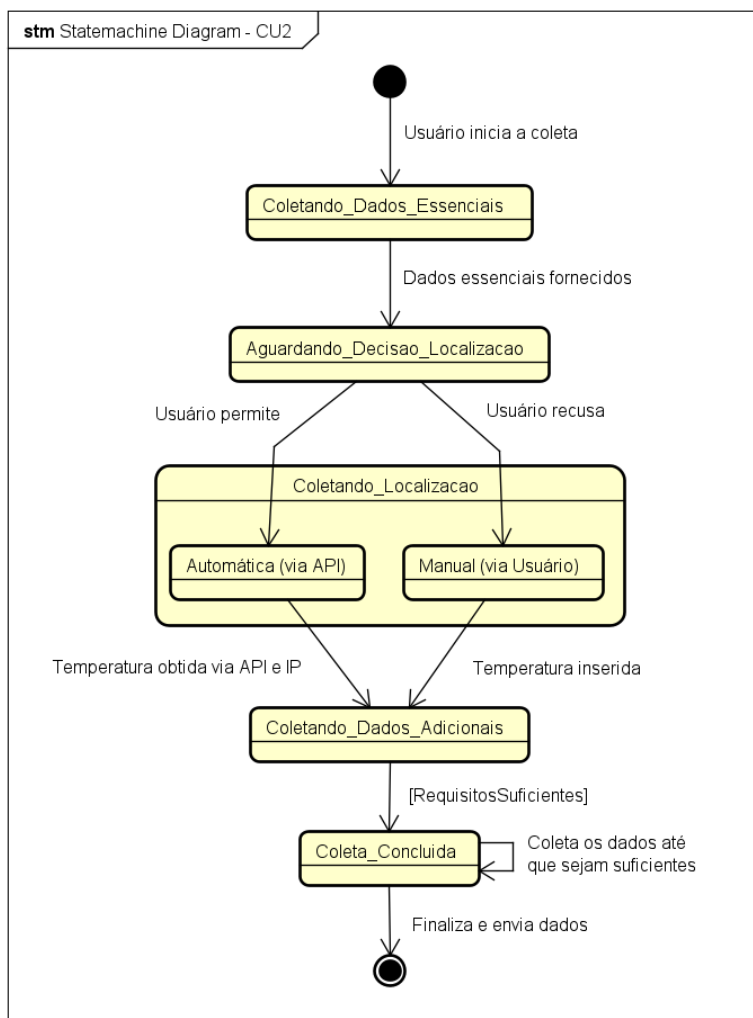 stm Statemachine Diagram - CU2
Usuário inicia a coleta
Coletando_Dados_Essenciais
Dados essenciais fornecidos
Aguardando_Decisao_Localizacao
Usuário permite
Usuário recusa
Coletando_Localizacao
Automática (via API)
Manual (via Usuário)
Temperatura obtida via API e IP
Temperatura inserida
Coletando_Dados_Adicionais
[RequisitosSuficientes]
Coleta_Concluida
Coleta os dados até
que sejam suficientes
Finaliza e envia dados